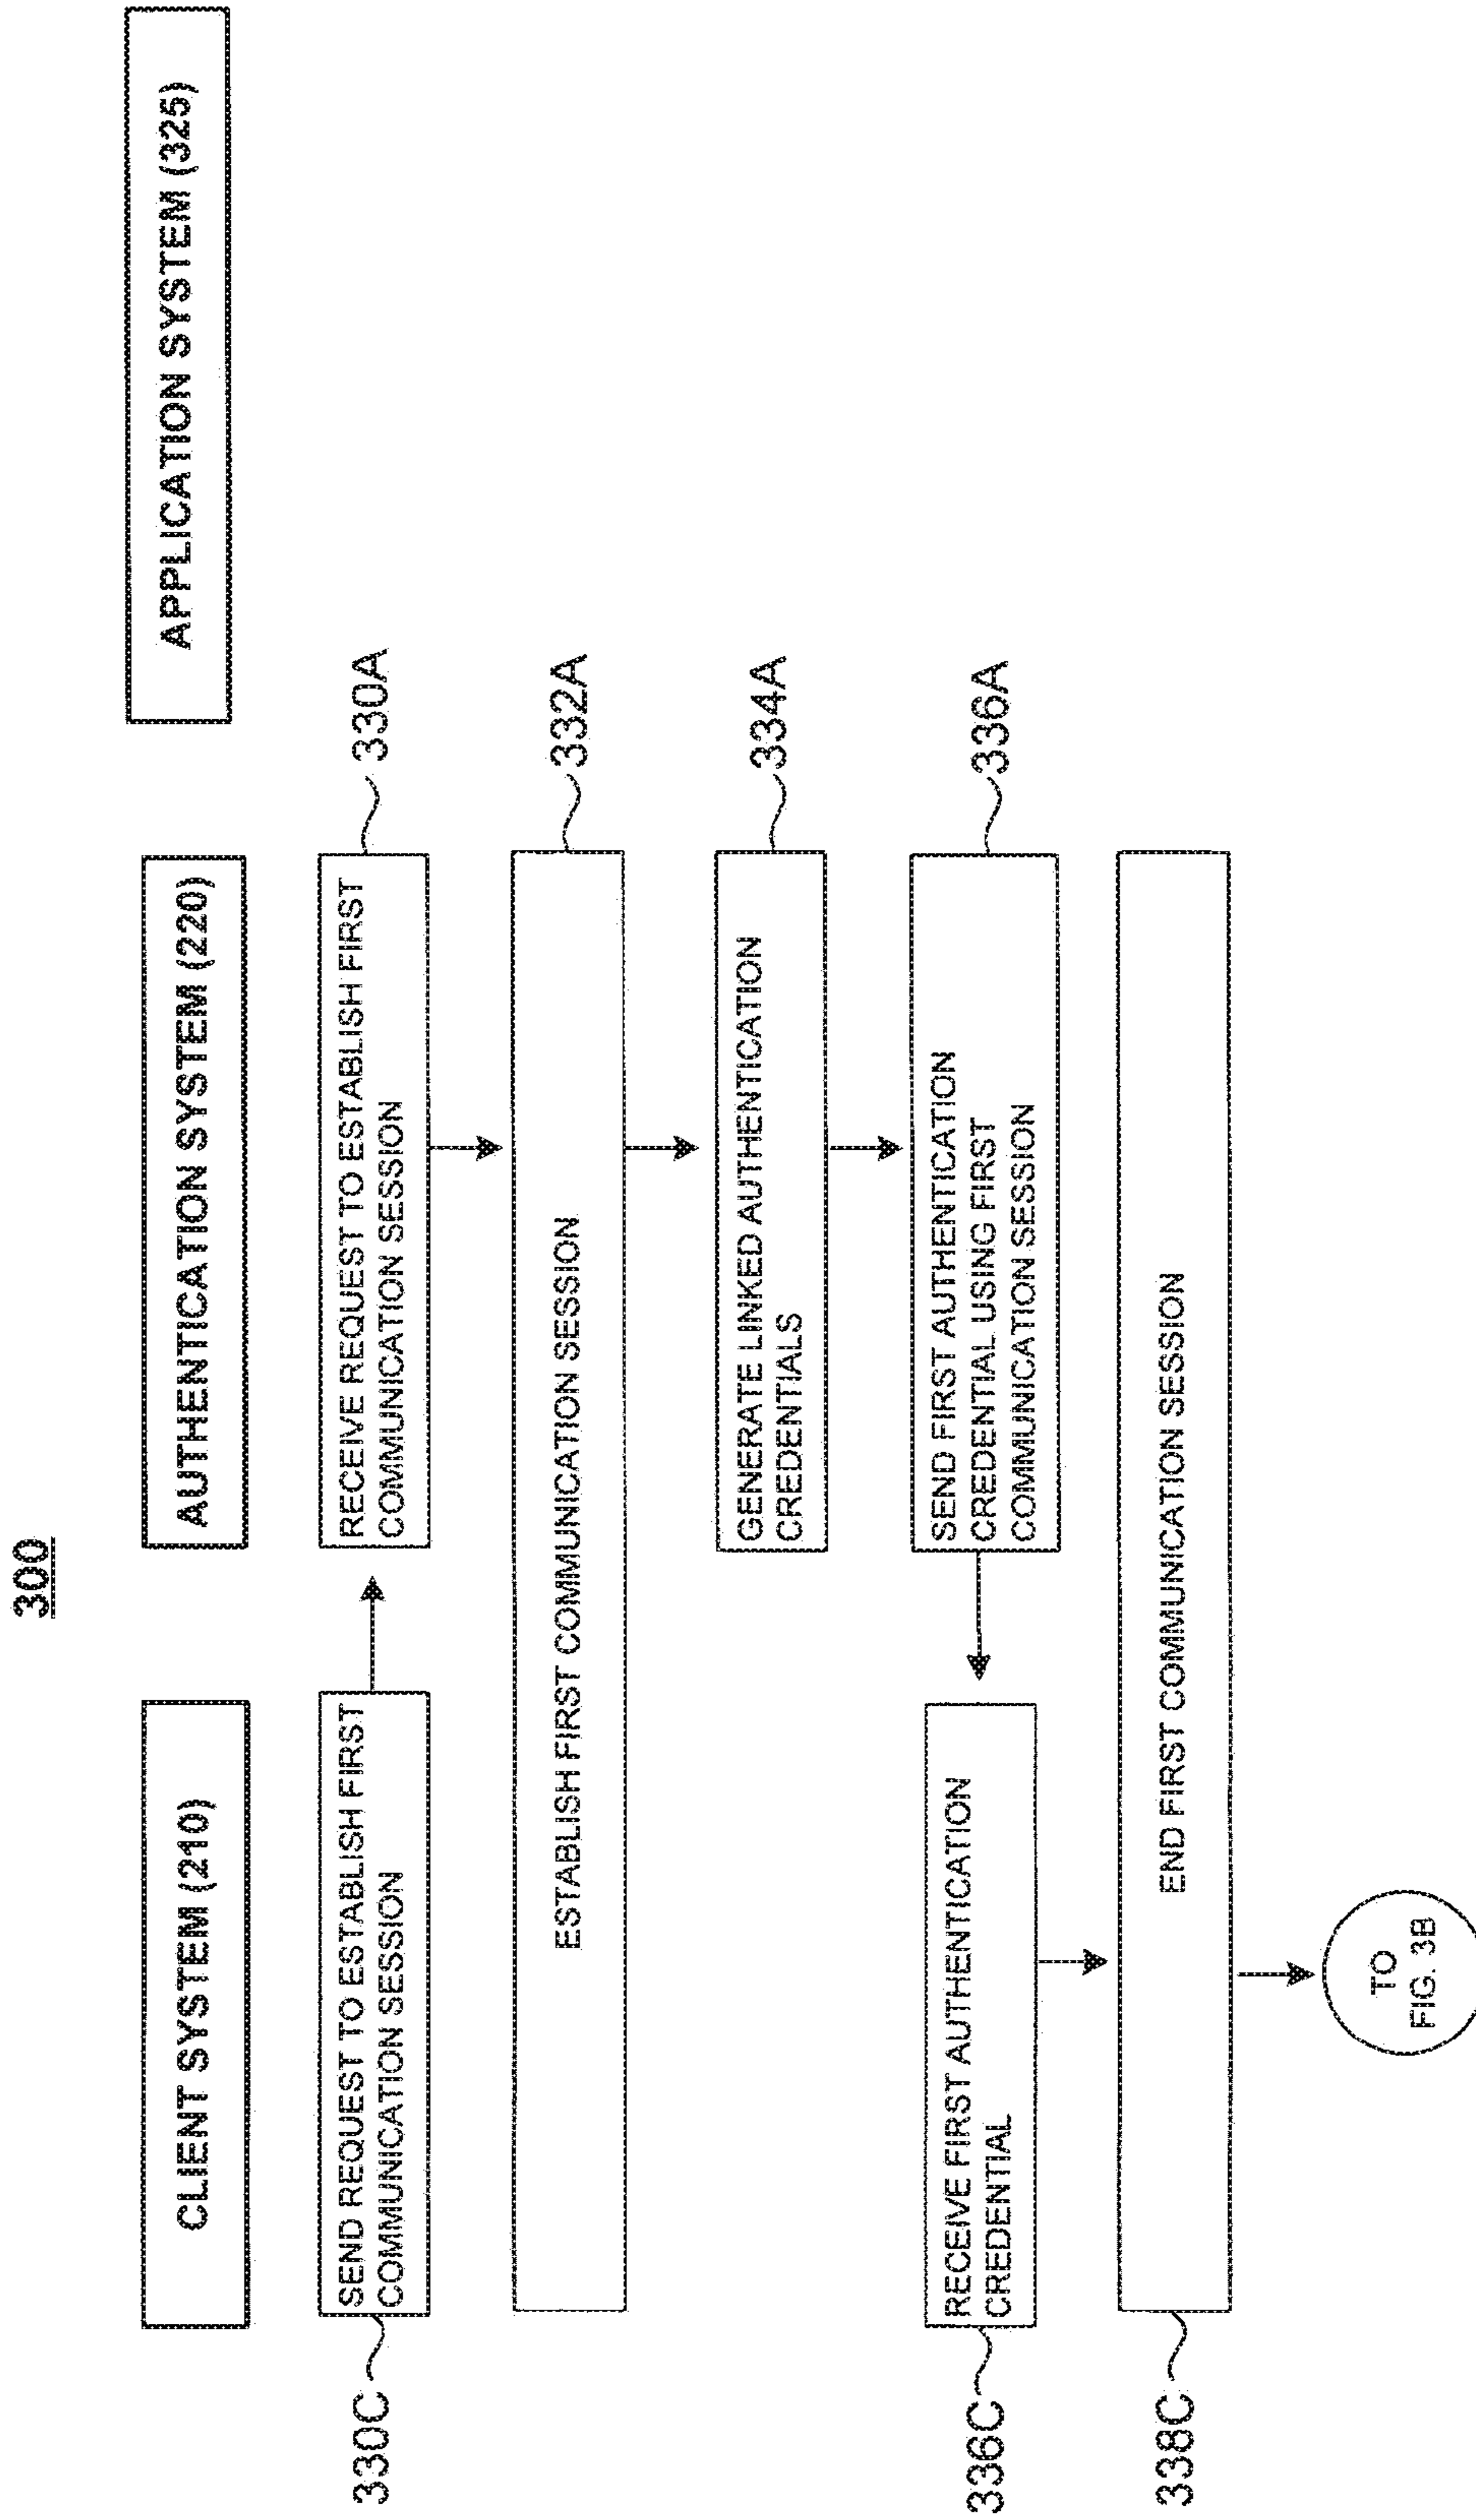 300
CLIENT SYSTEM (210)
AUTHENTICATION SYSTEM (220)
APPLICATION SYSTEM (325)
330C
SEND REQUEST TO ESTABLISH FIRST
COMMUNICATION SESSION
RECEIVE REQUEST TO ESTABLISH FIRST
COMMUNICATION SESSION
330A
ESTABLISH FIRST COMMUNICATION SESSION
332A
GENERATE LINKED AUTHENTICATION
CREDENTIALS
334A
SEND FIRST AUTHENTICATION
CREDENTIAL USING FIRST
COMMUNICATION SESSION
336A
336C
RECEIVE FIRST AUTHENTICATION
CREDENTIAL
338C
END FIRST COMMUNICATION SESSION
TO
FIG. 3B